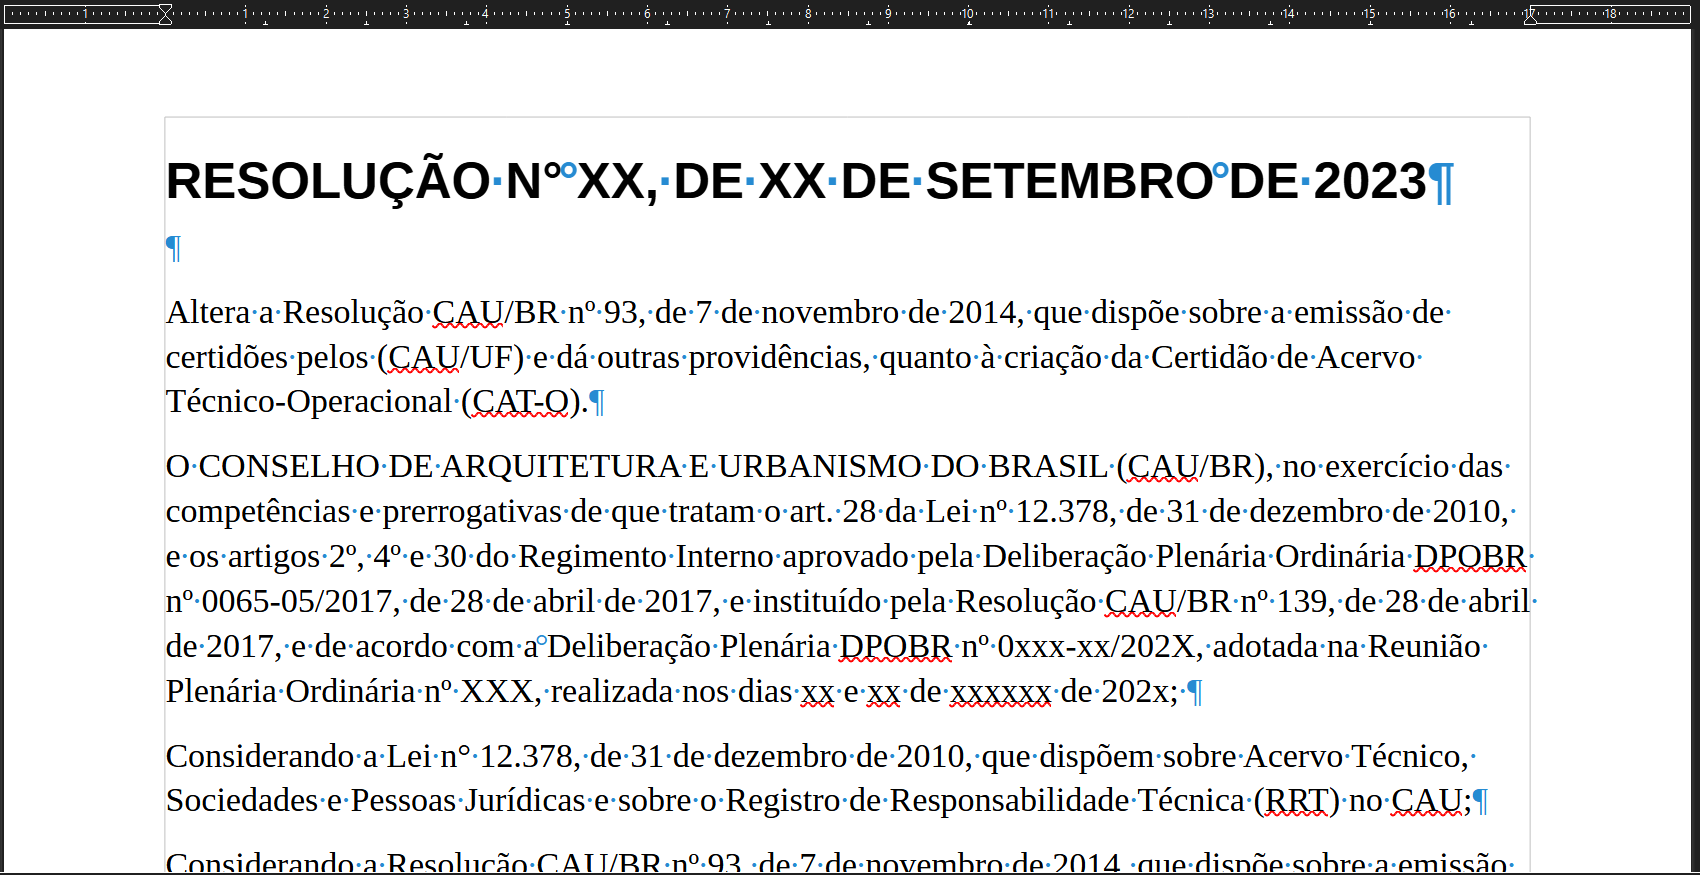 1 1 2 3 4 5 6 7 8 9 10 11 12 13 14 15 16 17 18
RESOLUÇÃO N° XX, DE XX DE SETEMBRO DE 2023
Altera a Resolução CAU/BR nº 93, de 7 de novembro de 2014, que dispõe sobre a emissão de
certidões pelos (CAU/UF) e dá outras providências, quanto à criação da Certidão de Acervo
Técnico-Operacional (CAT-O).
O CONSELHO DE ARQUITETURA E URBANISMO DO BRASIL (CAU/BR), no exercício das
competências e prerrogativas de que tratam o art. 28 da Lei nº 12.378, de 31 de dezembro de 2010,
e os artigos 2º, 4º e 30 do Regimento Interno aprovado pela Deliberação Plenária Ordinária DPOBR
nº 0065-05/2017, de 28 de abril de 2017, e instituído pela Resolução CAU/BR nº 139, de 28 de abril
de 2017, e de acordo com a Deliberação Plenária DPOBR nº 0xxx-xx/202X, adotada na Reunião
Plenária Ordinária nº XXX, realizada nos dias xx e xx de xxxxxx de 202x;
Considerando a Lei n° 12.378, de 31 de dezembro de 2010, que dispõem sobre Acervo Técnico,
Sociedades e Pessoas Jurídicas e sobre o Registro de Responsabilidade Técnica (RRT) no CAU;
Considerando a Resolução CAU/BR nº 93, de 7 de novembro de 2014, que dispõe sobre a emissão